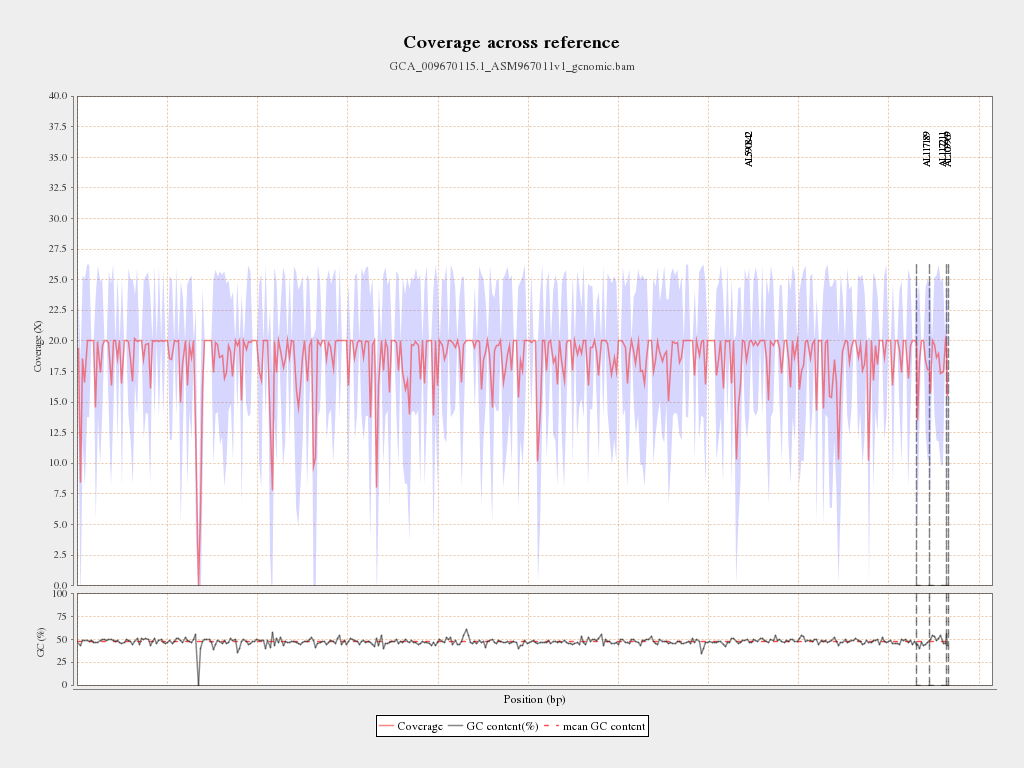 Coverage across reference
GCA_009670115.1_ASM967011v1_genomic.bam
40.0
37.5
35.0
32.5
30.0
27.5
25.0
22.5
20.0
17.5
15.0
12.5
10.0
7.5
5.0
2.5
0.0
Coverage (X)
AL590842
AL117189
AL117211
100
75
50
25
0
GC (%)
Position (bp)
Coverage GC content(%) mean GC content